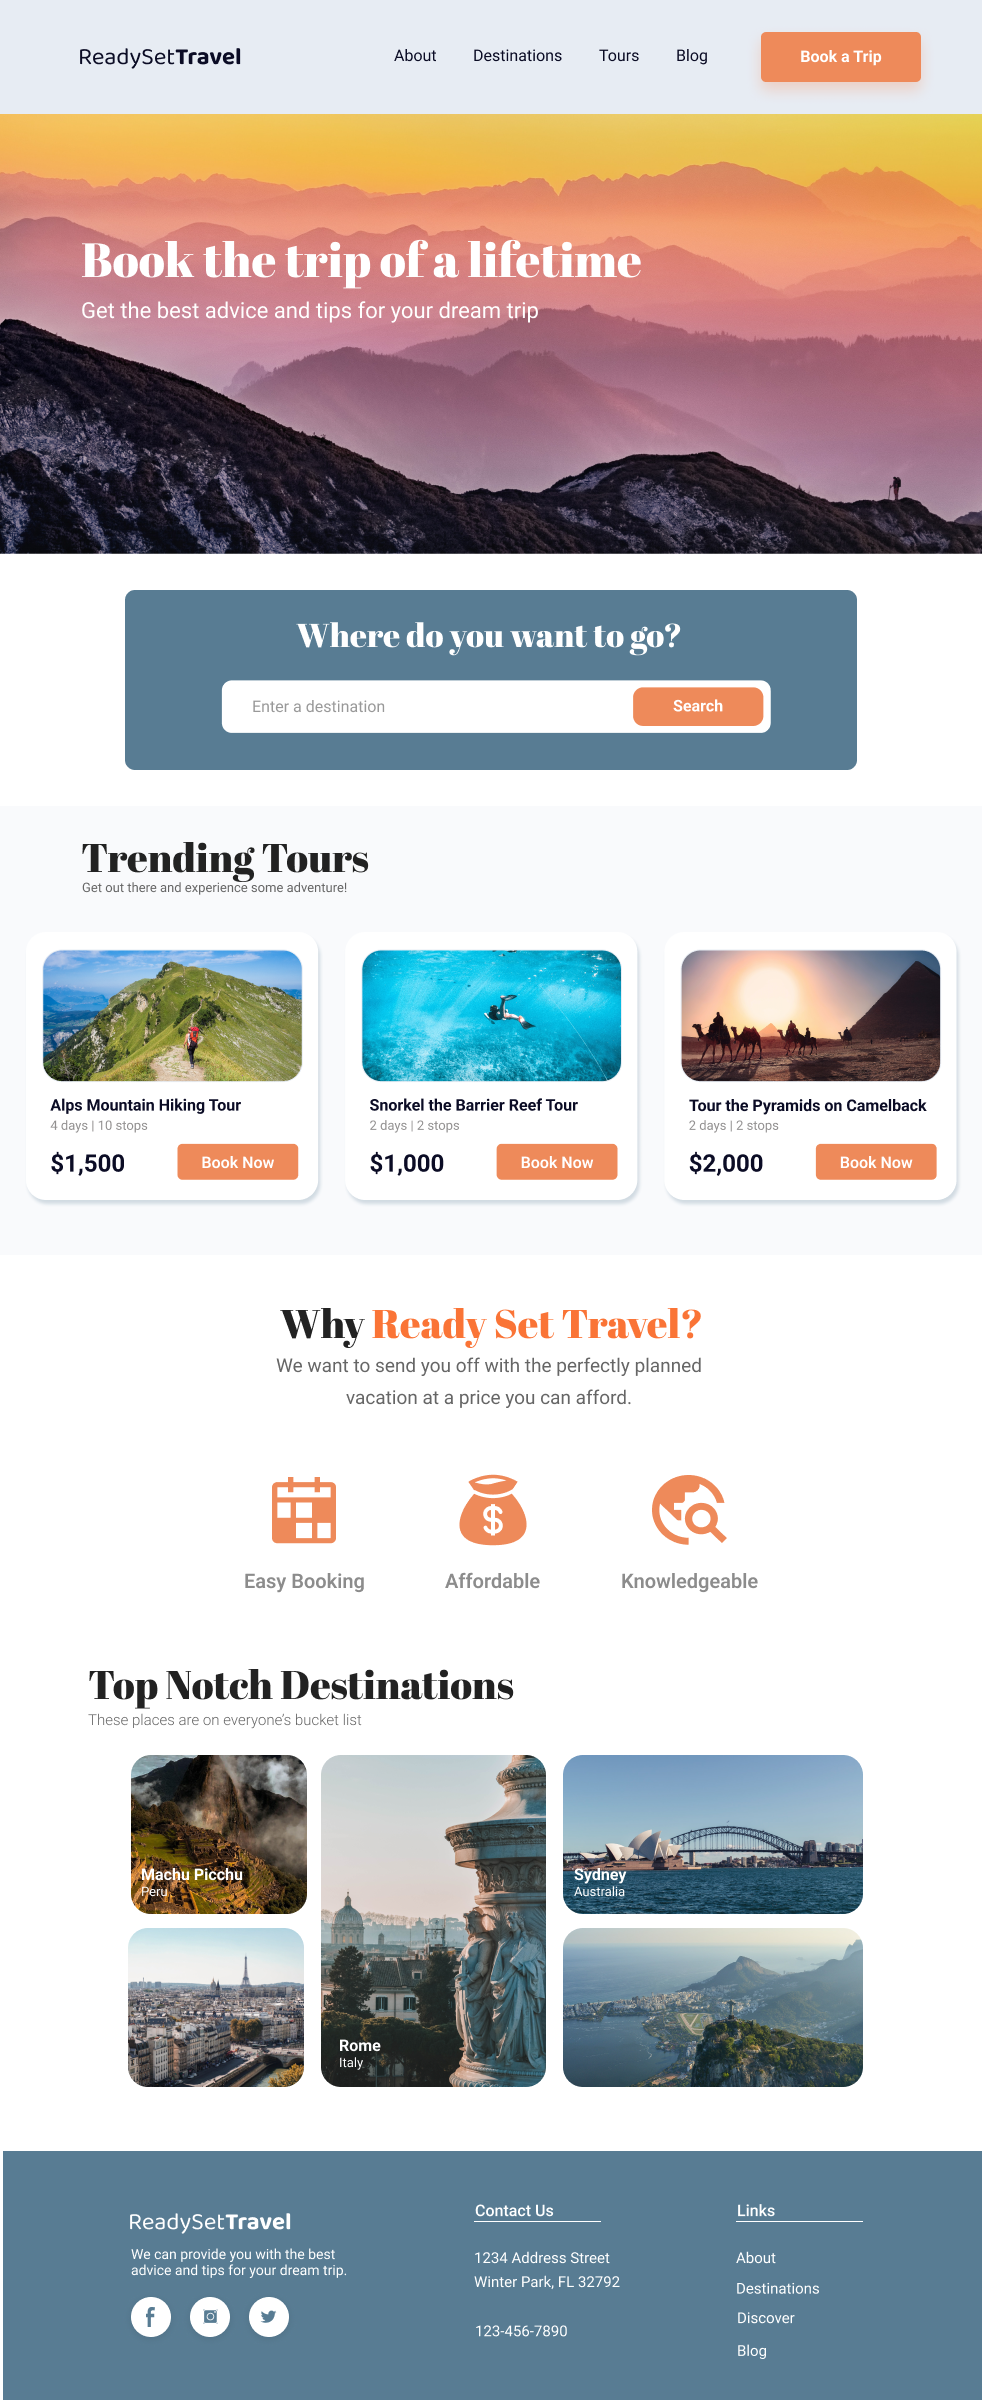 ReadySetTravel
About Destinations Tours Blog Book a Trip
Book the trip of a lifetime
Get the best advice and tips for your dream trip
Where do you want to go?
Enter a destination Search
Trending Tours
Get out there and experience some adventure!
Alps Mountain Hiking Tour
4 days | 10 stops
$1,500 Book Now
Snorkel the Barrier Reef Tour
2 days | 2 stops
$1,000 Book Now
Tour the Pyramids on Camelback
2 days | 2 stops
$2,000 Book Now
Why Ready Set Travel?
We want to send you off with the perfectly planned
vacation at a price you can afford.
Easy Booking
Affordable
Knowledgeable
Top Notch Destinations
These places are on everyone's bucket list
Machu Picchu
Peru
Sydney
Australia
Rome
Italy
ReadySetTravel
We can provide you with the best
advice and tips for your dream trip.
Contact Us
1234 Address Street
Winter Park, FL 32792
123-456-7890
Links
About
Destinations
Discover
Blog